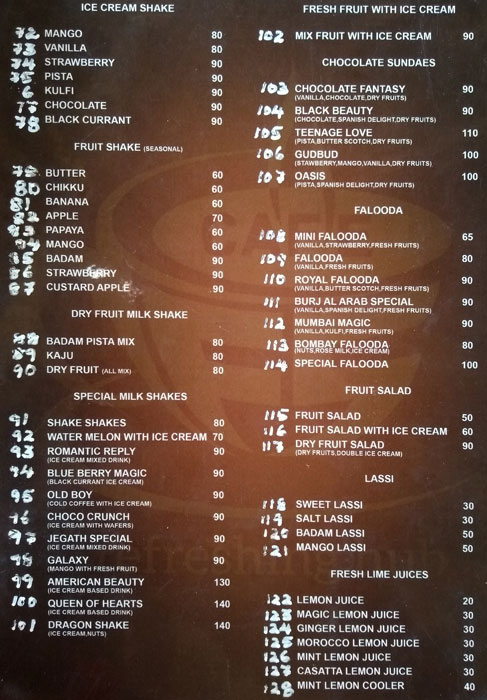 ICE CREAM SHAKE
72 MANGO 80
73 VANILLA 80
74 STRAWBERRY 90
75 PISTA 90
6 KULFI 90
CHOCOLATE 90
78 BLACK CURRANT 90
FRUIT SHAKE (SEASONAL)
BUTTER 60
80 CHIKKU 60
81 BANANA 60
82 APPLE 70
83 PAPAYA 60
84 MANGO 60
85 BADAM 90
86 STRAWBERRY 90
87 CUSTARD APPLE 90
DRY FRUIT MILK SHAKE
88 BADAM PISTA MIX 80
89 KAJU 80
90 DRY FRUIT (ALL MIX) 80
SPECIAL MILK SHAKES
91 SHAKE SHAKES 80
92 WATER MELON WITH ICE CREAM 70
93 ROMANTIC REPLY 90
(ICE CREAM MIXED DRINK)
94 BLUE BERRY MAGIC 90
(BLACK CURRANT ICE CREAM)
95 OLD BOY 90
(COLD COFFEE WITH ICE CREAM)
96 CHOCO CRUNCH 90
(ICE CREAM WITH WAFERS)
97 JEGATH SPECIAL 90
(ICE CREAM MIXED DRINK)
98 GALAXY 90
(MANGO WITH FRESH FRUIT)
99 AMERICAN BEAUTY 130
(ICE CREAM BASED DRINK)
100 QUEEN OF HEARTS 140
(ICE CREAM BASED DRINK)
101 DRAGON SHAKE 140
(ICE CREAM,NUTS)
FRESH FRUIT WITH ICE CREAM
102 MIX FRUIT WITH ICE CREAM 90
CHOCOLATE SUNDAES
103 CHOCOLATE FANTASY 90
(VANILLA,CHOCOLATE,DRY FRUITS)
104 BLACK BEAUTY 90
(CHOCOLATE,SPANISH DELIGHT,DRY FRUITS)
105 TEENAGE LOVE 110
(PISTA,BUTTER SCOTCH,DRY FRUITS)
106 GUDBUD 100
(STAWBERRY,MANGO,VANILLA,DRY FRUITS)
107 OASIS 100
(PISTA,SPANISH DELIGHT,DRY FRUITS)
FALOODA
108 MINI FALOODA 65
(VANILLA,STRAWBERRY,FRESH FRUITS)
109 FALOODA 80
(VANILLA,FRESH FRUITS)
110 ROYAL FALOODA 90
(VANILLA,BUTTER SCOTCH,FRESH FRUITS)
111 BURJ AL ARAB SPECIAL 90
(VANILLA,SPANISH DELIGHT,FRESH FRUITS)
112 MUMBAI MAGIC 90
(VANILLA,KULFI,FRESH FRUITS)
113 BOMBAY FALOODA 80
(NUTS,ROSE MILK,ICE CREAM)
114 SPECIAL FALOODA 100
FRUIT SALAD
115 FRUIT SALAD 50
116 FRUIT SALAD WITH ICE CREAM 60
117 DRY FRUIT SALAD 90
(DRY FRUITS,DOUBLE ICE CREAM)
LASSI
118 SWEET LASSI 30
119 SALT LASSI 30
120 BADAM LASSI 50
121 MANGO LASSI 50
FRESH LIME JUICES
122 LEMON JUICE 20
123 MAGIC LEMON JUICE 30
124 GINGER LEMON JUICE 30
125 MOROCCO LEMON JUICE 30
126 MINT LEMON JUICE 30
127 CASATTA LEMON JUICE 30
128 MINT LEMON COOLER 40